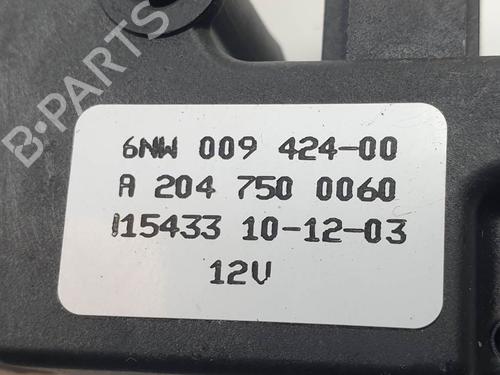 B-PARTS
6NW 009 424-00
A 204 750 0060
I15433 10-12-03
12V